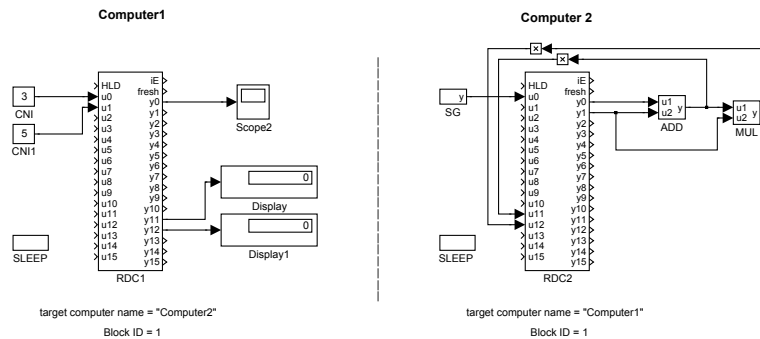 Computer1
3
CNI
5
CNI1
HLD
u0
u1
u2
u3
u4
u5
u6
u7
u8
u9
u10
u11
u12
u13
u14
u15
iE
fresh
y0
y1
y2
y3
y4
y5
y6
y7
y8
y9
y10
y11
y12
y13
y14
y15
RDC1
Scope2
0
Display
0
Display1
SLEEP
target computer name = "Computer2"
Block ID = 1
Computer 2
×
×
y
SG
HLD
u0
u1
u2
u3
u4
u5
u6
u7
u8
u9
u10
u11
u12
u13
u14
u15
iE
fresh
y0
y1
y2
y3
y4
y5
y6
y7
y8
y9
y10
y11
y12
y13
y14
y15
RDC2
u1
u2
y
ADD
u1
u2
y
MUL
SLEEP
target computer name = "Computer1"
Block ID = 1